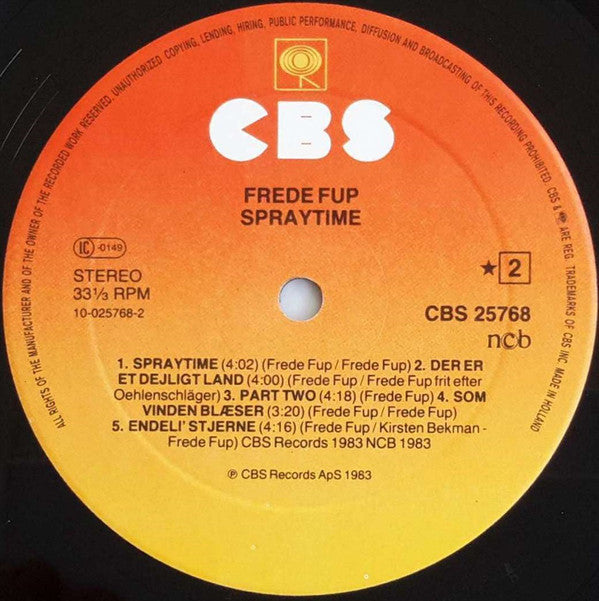 ALL RIGHTS OF THE MANUFACTURER AND OF THE OWNER OF THE RECORDED WORK RESERVED. UNAUTHORIZED COPYING, LENDING, HIRING, PUBLIC PERFORMANCE, DIFFUSION AND BROADCASTING OF THIS RECORDING PROHIBITED. CBS & ARE REG. TRADEMARKS OF CBS INC. MADE IN HOLLAND
CBS
FREDE FUP
SPRAYTIME
IC -0149
STEREO
33⅓ RPM
10-025768-2
★ 2
CBS 25768
ncb
1. SPRAYTIME (4:02) (Frede Fup / Frede Fup) 2. DER ER
ET DEJLIGT LAND (4:00) (Frede Fup / Frede Fup frit efter
Oehlenschläger) 3. PART TWO (4:18) (Frede Fup) 4. SOM
VINDEN BLÆSER (3:20) (Frede Fup / Frede Fup)
5. ENDELI' STJERNE (4:16) (Frede Fup / Kirsten Bekman -
Frede Fup) CBS Records 1983 NCB 1983
℗ CBS Records ApS 1983